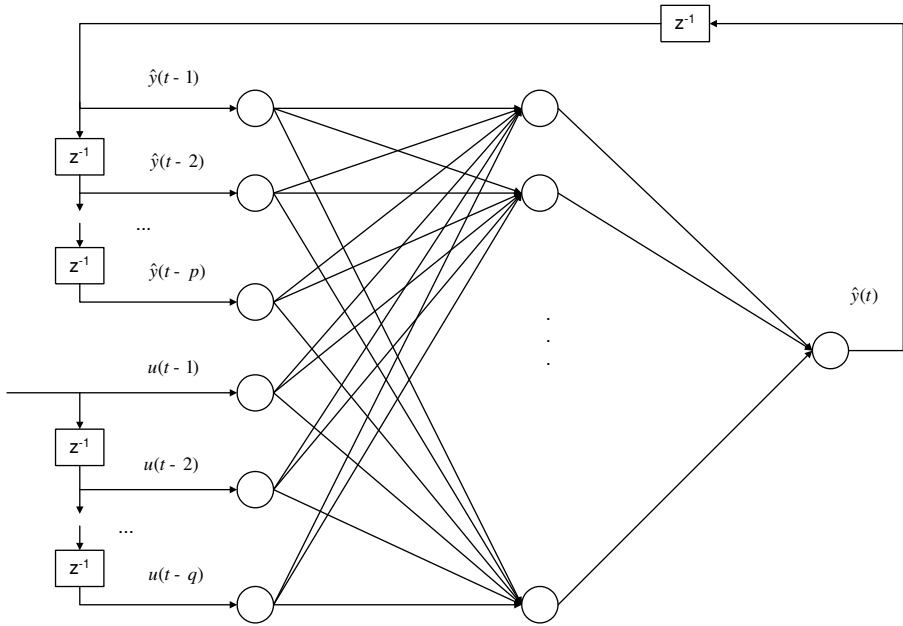 z⁻¹
ŷ(t - 1)
z⁻¹
ŷ(t - 2)
...
z⁻¹
ŷ(t - p)
ŷ(t)
.
.
.
u(t - 1)
z⁻¹
u(t - 2)
...
z⁻¹
u(t - q)